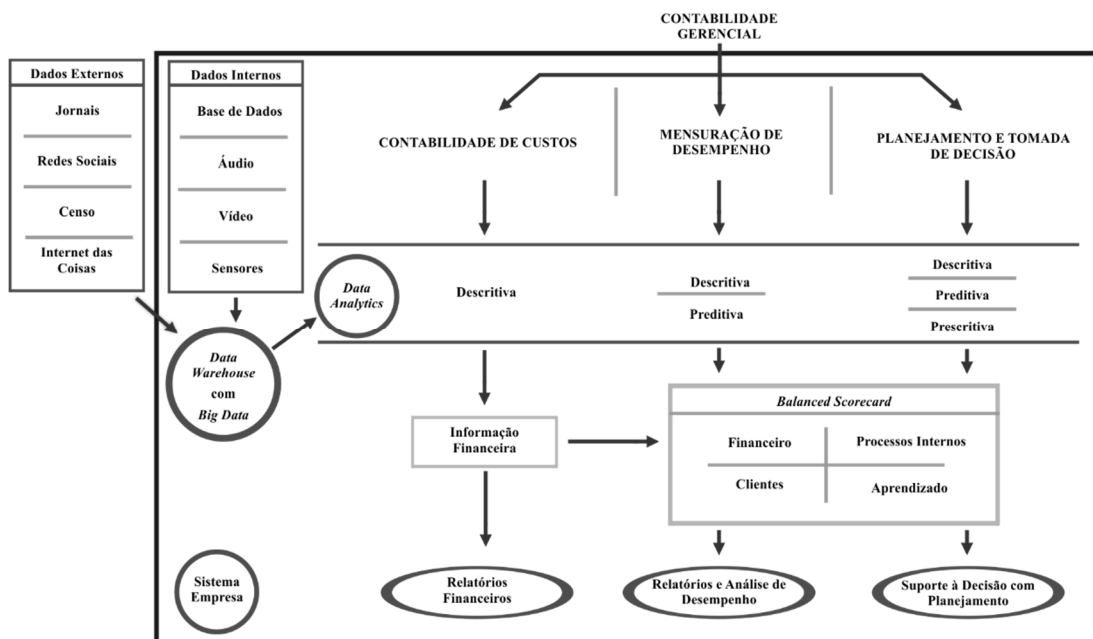 CONTABILIDADE
GERENCIAL
Dados Externos
Jornais
Redes Sociais
Censo
Internet das
Coisas
Dados Internos
Base de Dados
Áudio
Vídeo
Sensores
CONTABILIDADE DE CUSTOS
MENSURAÇÃO DE
DESEMPENHO
PLANEJAMENTO E TOMADA
DE DECISÃO
Data
Analytics
Descritiva
Descritiva
Preditiva
Descritiva
Preditiva
Prescritiva
Data
Warehouse
com
Big Data
Informação
Financeira
Balanced Scorecard
Financeiro
Processos Internos
Clientes
Aprendizado
Sistema
Empresa
Relatórios
Financeiros
Relatórios e Análise de
Desempenho
Suporte à Decisão com
Planejamento